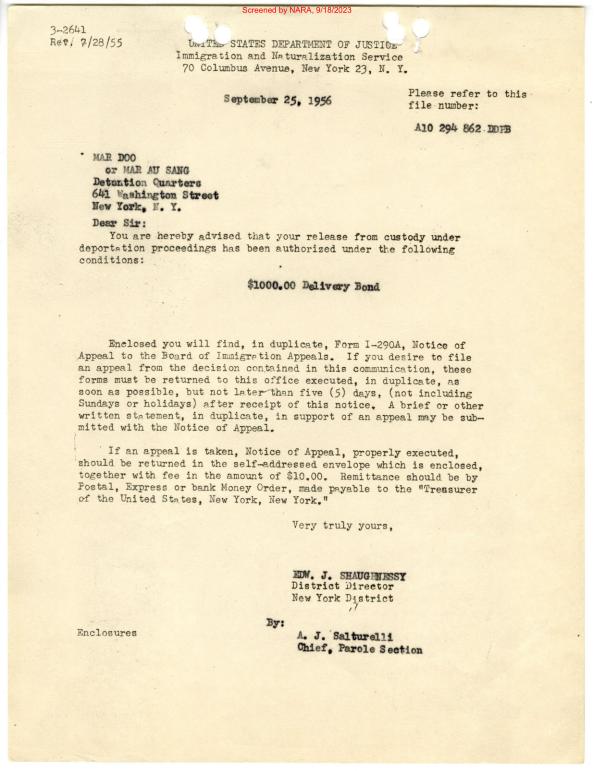 Screened by NARA, 9/18/2023
3-2641
Rev. 7/28/55
UNITED STATES DEPARTMENT OF JUSTICE
Immigration and Naturalization Service
70 Columbus Avenue, New York 23, N. Y.
September 25, 1956
Please refer to this
file number:
A10 294 862 DDPB
MAR DOO
or MAR AU SANG
Detention Quarters
641 Washington Street
New York, N. Y.
Dear Sir:
You are hereby advised that your release from custody under
deportation proceedings has been authorized under the following
conditions:
$1000.00 Delivery Bond
Enclosed you will find, in duplicate, Form I-290A, Notice of
Appeal to the Board of Immigration Appeals. If you desire to file
an appeal from the decision contained in this communication, these
forms must be returned to this office executed, in duplicate, as
soon as possible, but not later than five (5) days, (not including
Sundays or holidays) after receipt of this notice. A brief or other
written statement, in duplicate, in support of an appeal may be sub-
mitted with the Notice of Appeal.
If an appeal is taken, Notice of Appeal, properly executed,
should be returned in the self-addressed envelope which is enclosed,
together with fee in the amount of $10.00. Remittance should be by
Postal, Express or bank Money Order, made payable to the "Treasurer
of the United States, New York, New York."
Very truly yours,
EDW. J. SHAUGHNESSY
District Director
New York District
By:
A. J. Salturelli
Chief, Parole Section
Enclosures